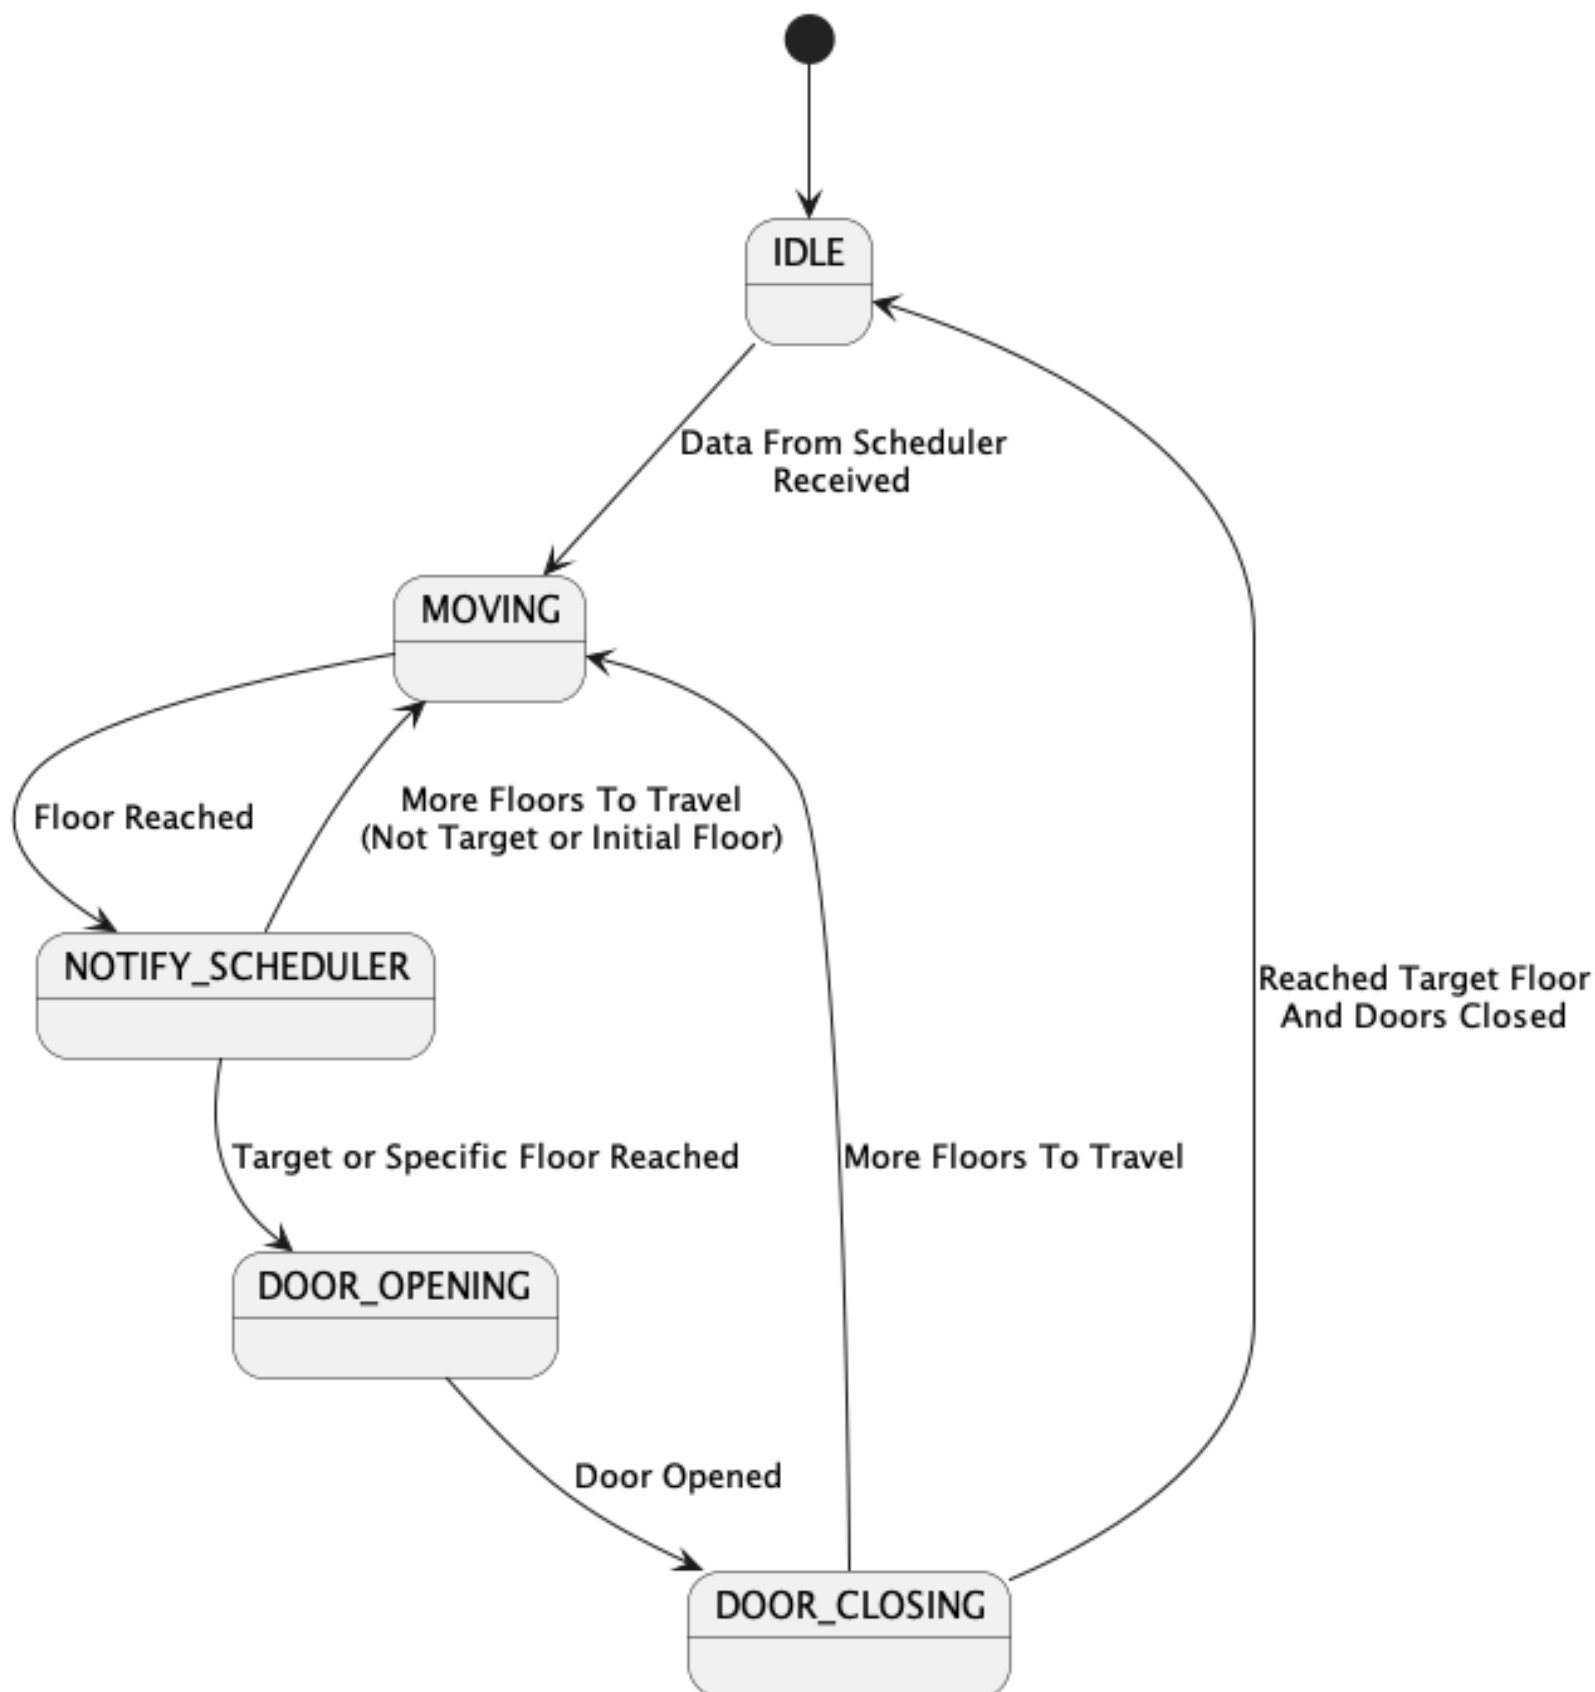 IDLE
Data From Scheduler
Received
MOVING
Floor Reached
More Floors To Travel
(Not Target or Initial Floor)
NOTIFY_SCHEDULER
Reached Target Floor
And Doors Closed
Target or Specific Floor Reached
More Floors To Travel
DOOR_OPENING
Door Opened
DOOR_CLOSING